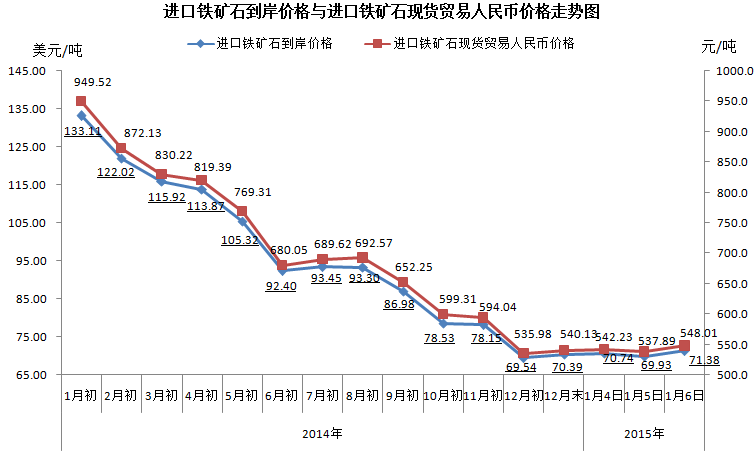 进口铁矿石到岸价格与进口铁矿石现货贸易人民币价格走势图
美元/吨
元/吨
进口铁矿石到岸价格
进口铁矿石现货贸易人民币价格
145.00
135.00
125.00
115.00
105.00
95.00
85.00
75.00
65.00
1000.0
950.0
900.0
850.0
800.0
750.0
700.0
650.0
600.0
550.0
500.0
949.52
872.13
830.22
819.39
769.31
680.05
689.62
692.57
652.25
599.31
594.04
535.98
540.13
542.23
537.89
548.01
133.11
122.02
115.92
113.87
105.32
92.40
93.45
93.30
86.98
78.53
78.15
69.54
70.39
70.74
69.93
71.38
1月初
2月初
3月初
4月初
5月初
6月初
7月初
8月初
9月初
10月初
11月初
12月初
12月末
1月4日
1月5日
1月6日
2014年
2015年